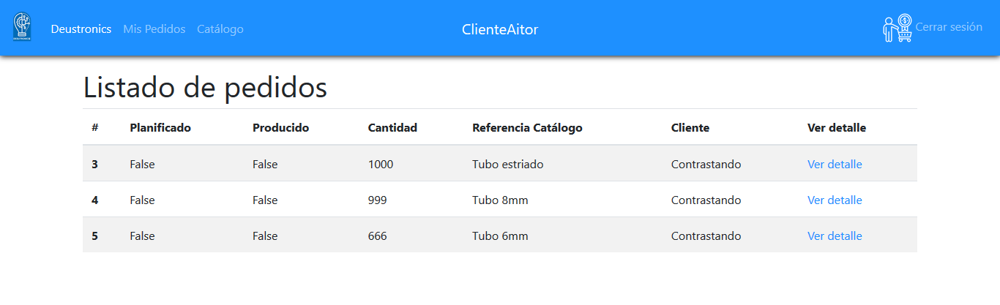 DEUSTRONICS
Deustronics Mis Pedidos Catálogo ClienteAitor Cerrar sesión
Listado de pedidos
# Planificado Producido Cantidad Referencia Catálogo Cliente Ver detalle
3 False False 1000 Tubo estriado Contrastando Ver detalle
4 False False 999 Tubo 8mm Contrastando Ver detalle
5 False False 666 Tubo 6mm Contrastando Ver detalle